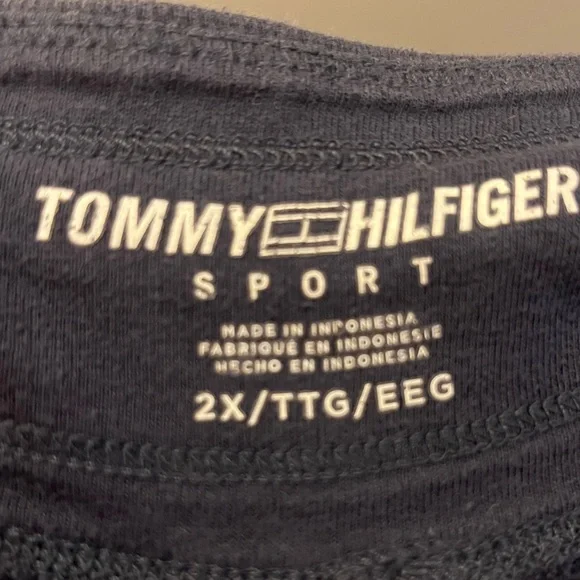 TOMMY HILFIGER
SPORT
MADE IN INDONESIA
FABRIQUÉ EN INDONESIE
HECHO EN INDONESIA
2X/TTG/EEG